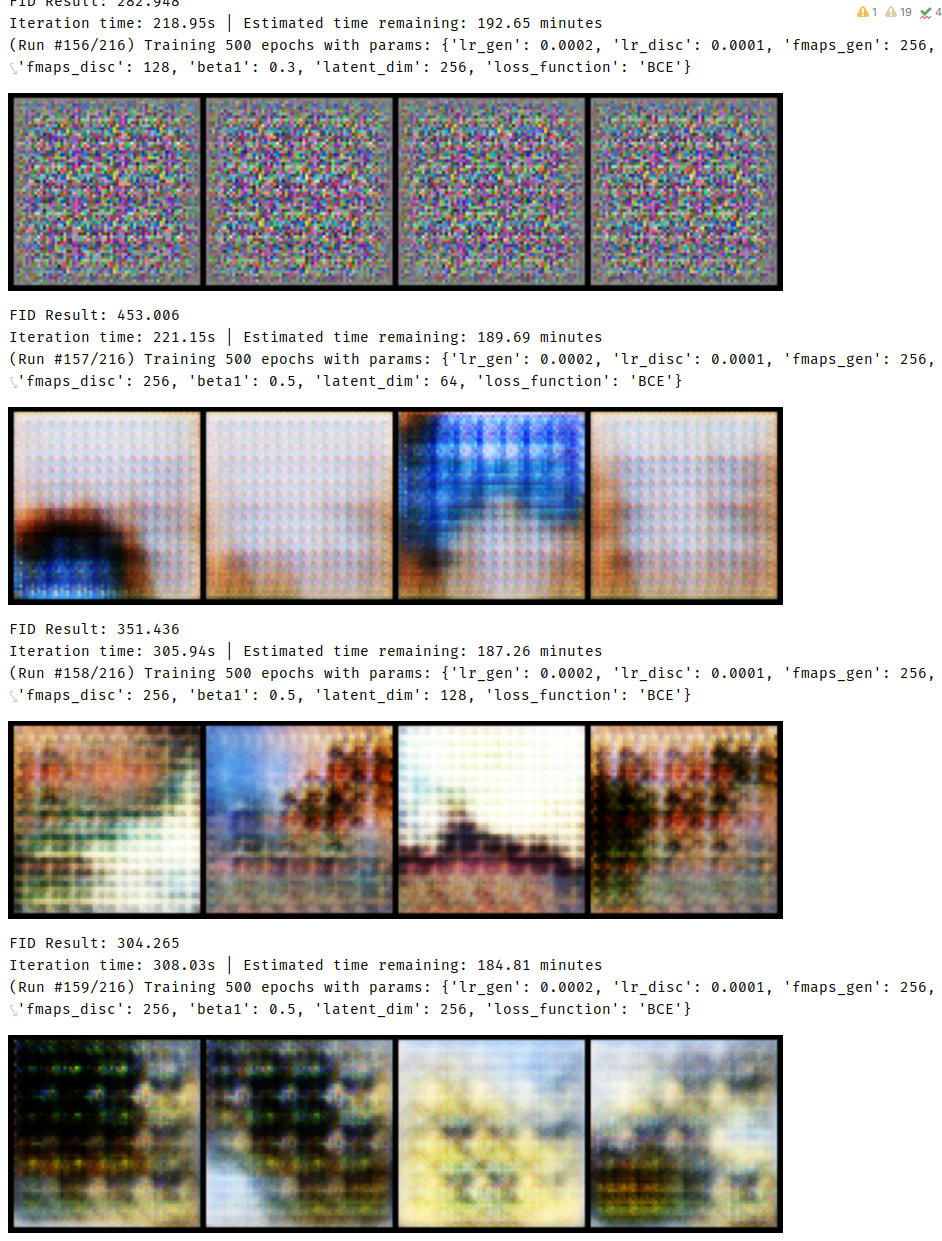 FID Result: 282.948
1 19 4
Iteration time: 218.95s | Estimated time remaining: 192.65 minutes
(Run #156/216) Training 500 epochs with params: {'lr_gen': 0.0002, 'lr_disc': 0.0001, 'fmaps_gen': 256,
'fmaps_disc': 128, 'beta1': 0.3, 'latent_dim': 256, 'loss_function': 'BCE'}
FID Result: 453.006
Iteration time: 221.15s | Estimated time remaining: 189.69 minutes
(Run #157/216) Training 500 epochs with params: {'lr_gen': 0.0002, 'lr_disc': 0.0001, 'fmaps_gen': 256,
'fmaps_disc': 256, 'beta1': 0.5, 'latent_dim': 64, 'loss_function': 'BCE'}
FID Result: 351.436
Iteration time: 305.94s | Estimated time remaining: 187.26 minutes
(Run #158/216) Training 500 epochs with params: {'lr_gen': 0.0002, 'lr_disc': 0.0001, 'fmaps_gen': 256,
'fmaps_disc': 256, 'beta1': 0.5, 'latent_dim': 128, 'loss_function': 'BCE'}
FID Result: 304.265
Iteration time: 308.03s | Estimated time remaining: 184.81 minutes
(Run #159/216) Training 500 epochs with params: {'lr_gen': 0.0002, 'lr_disc': 0.0001, 'fmaps_gen': 256,
'fmaps_disc': 256, 'beta1': 0.5, 'latent_dim': 256, 'loss_function': 'BCE'}